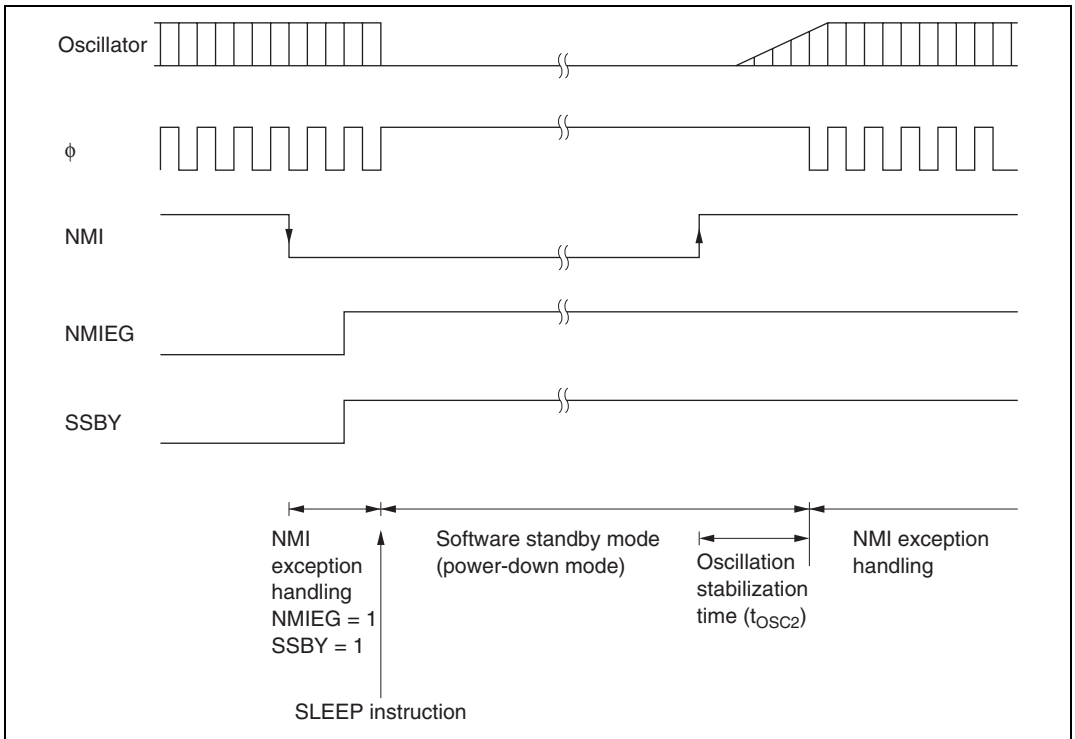 Oscillator
ϕ
NMI
NMIEG
SSBY
NMI
exception
handling
NMIEG = 1
SSBY = 1
Software standby mode
(power-down mode)
Oscillation
stabilization
time (tOSC2)
NMI exception
handling
SLEEP instruction